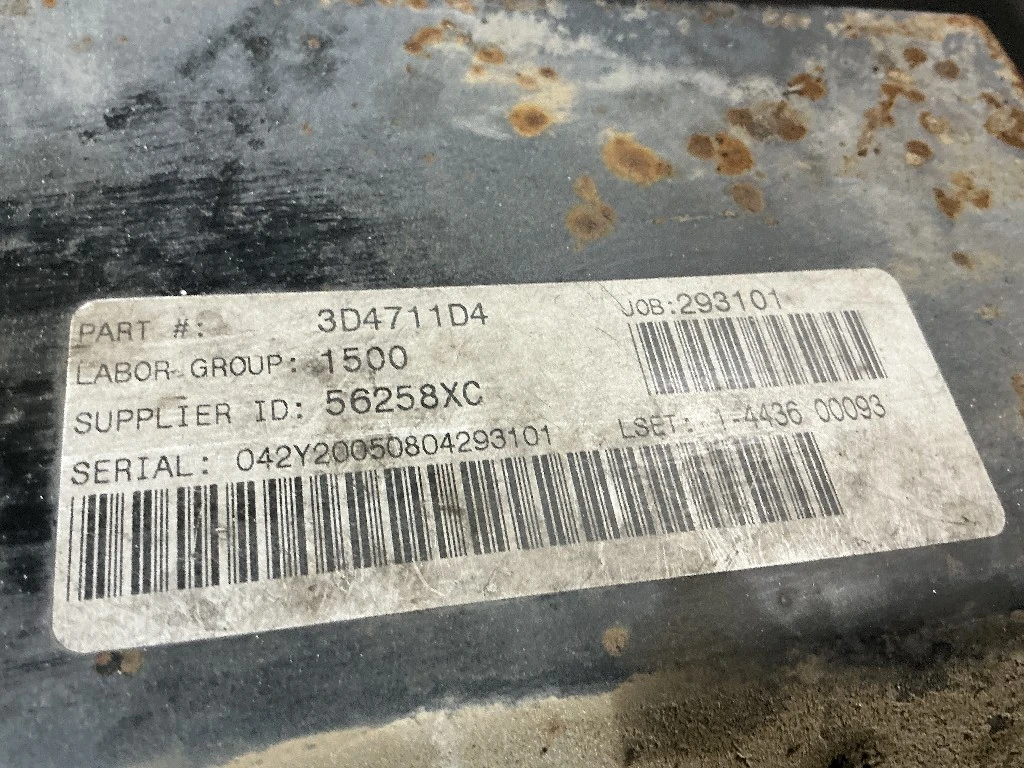 PART #: 3D4711D4
JOB:293101
LABOR GROUP: 1500
SUPPLIER ID: 56258XC
LSET: 1-4436 00093
SERIAL: 042Y20050804293101